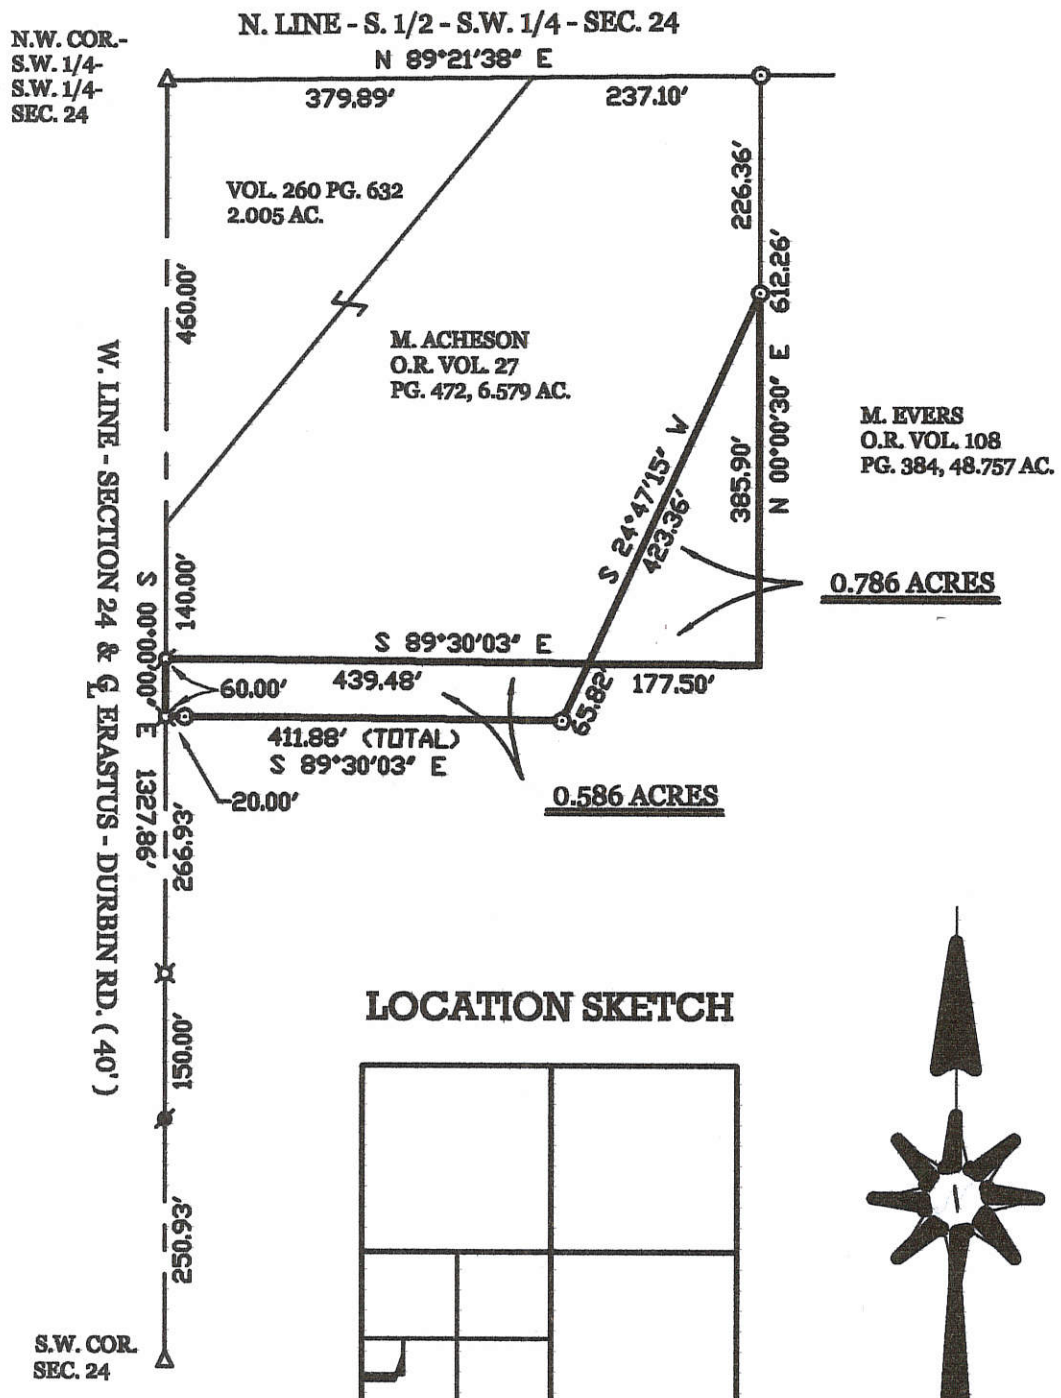 N. LINE - S. 1/2 - S.W. 1/4 - SEC. 24
N.W. COR.-
S.W. 1/4-
S.W. 1/4-
SEC. 24
N 89°21'38" E
379.89'
237.10'
VOL. 260 PG. 632
2.005 AC.
226.36'
612.26'
460.00'
M. ACHESON
O.R. VOL. 27
PG. 472, 6.579 AC.
N 00°00'30" E
385.90'
M. EVERS
O.R. VOL. 108
PG. 384, 48.757 AC.
S 24°47'15" W
423.36'
W. LINE - SECTION 24 & ℄ ERASTUS - DURBIN RD. ( 40' )
0.786 ACRES
140.00'
S 00°00'00" E 1327.86'
S 89°30'03" E
439.48'
177.50'
60.00'
65.82'
411.88' (TOTAL)
S 89°30'03" E
20.00'
0.586 ACRES
266.93'
LOCATION SKETCH
150.00'
250.93'
S.W. COR.
SEC. 24